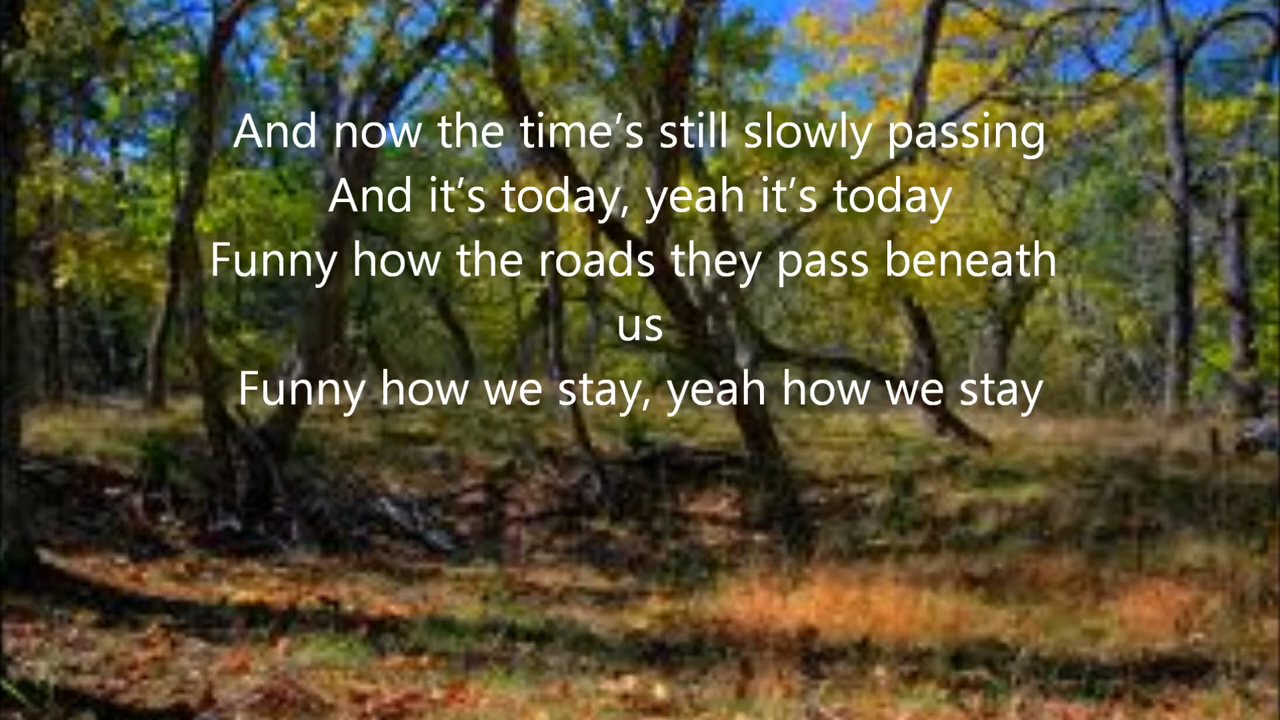 And now the time’s still slowly passing
And it’s today, yeah it’s today
Funny how the roads they pass beneath
us
Funny how we stay, yeah how we stay